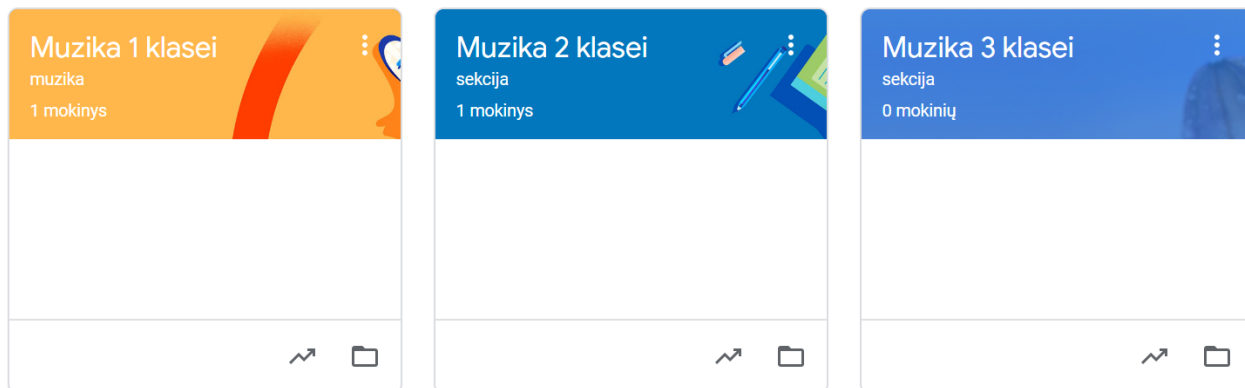 Muzika 1 klasei
muzika
1 mokinys
Muzika 2 klasei
sekcija
1 mokinys
Muzika 3 klasei
sekcija
0 mokinių